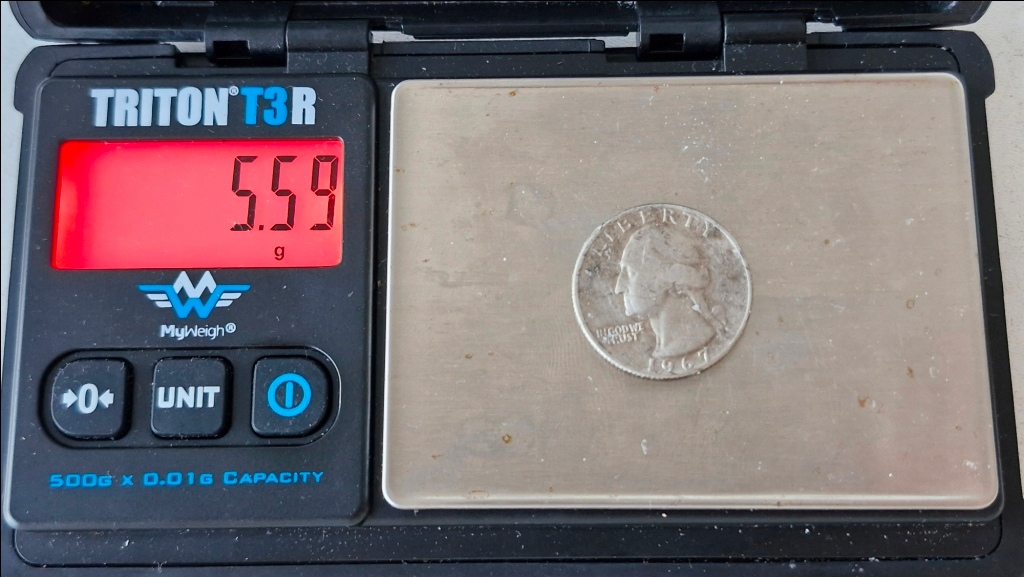 TRITON® T3R
5.59
g
MyWeigh®
→0← UNIT
500G X 0.01G CAPACITY
LIBERTY
IN GOD WE
TRUST
1967